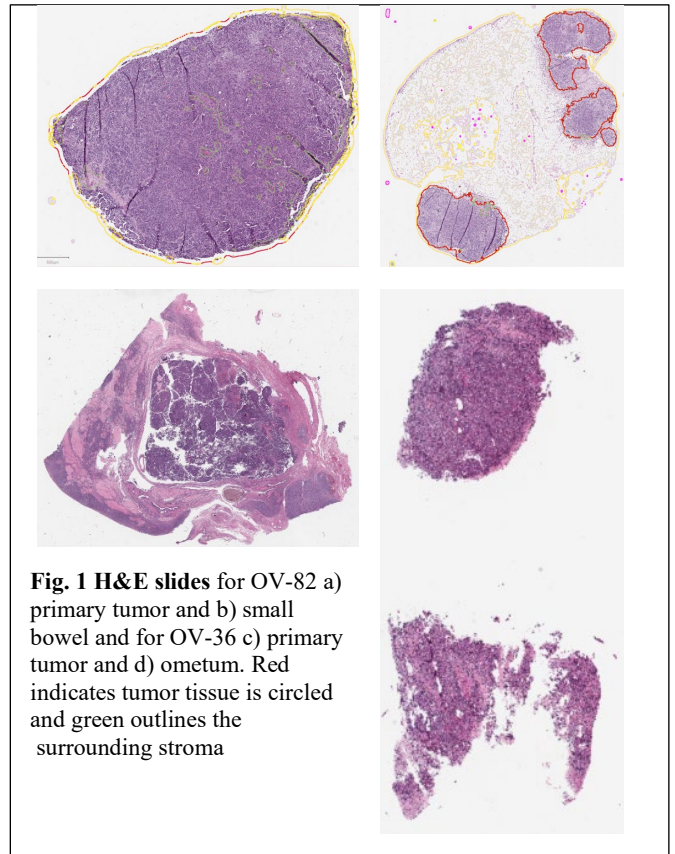 Fig. 1 H&E slides for OV-82 a)
primary tumor and b) small
bowel and for OV-36 c) primary
tumor and d) ometum. Red
indicates tumor tissue is circled
and green outlines the
surrounding stroma